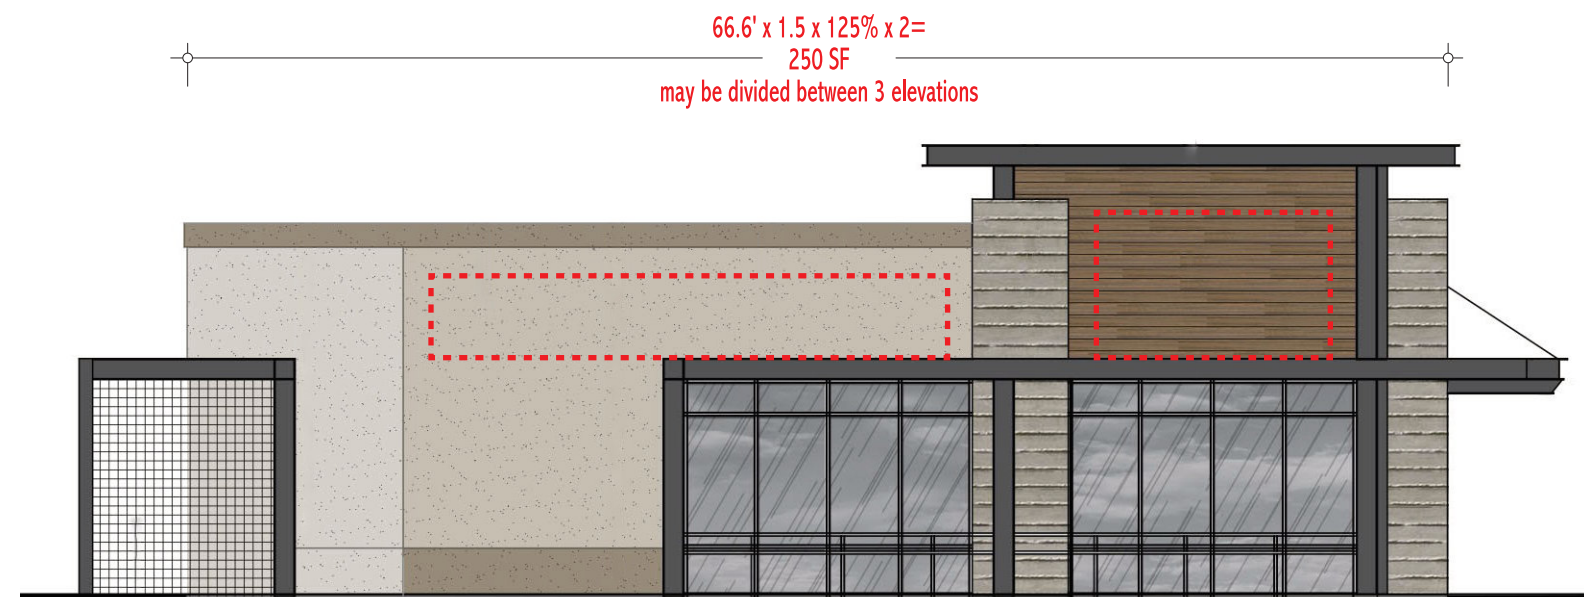 66.6' x 1.5 x 125% x 2=
250 SF
may be divided between 3 elevations